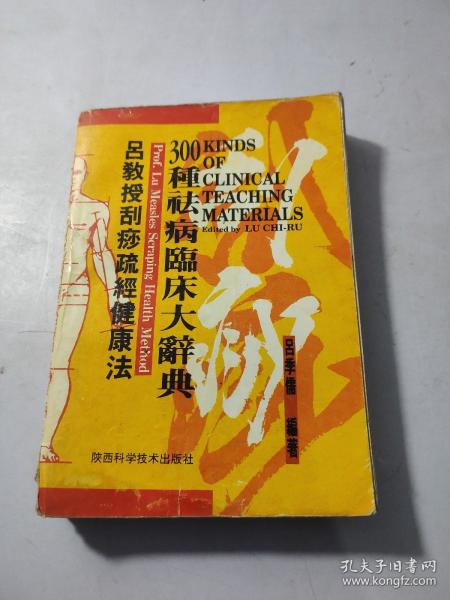 300種祛病臨床大辭典
KINDS
OF
CLINICAL
TEACHING
MATERIALS
Edited by LU CHI-RU
Prof. Lu Measles Scraping Health Method
呂教授刮痧疏經健康法
刮痧
呂季儒 編著
陕西科学技术出版社
孔夫子旧书网
www.kongfz.com